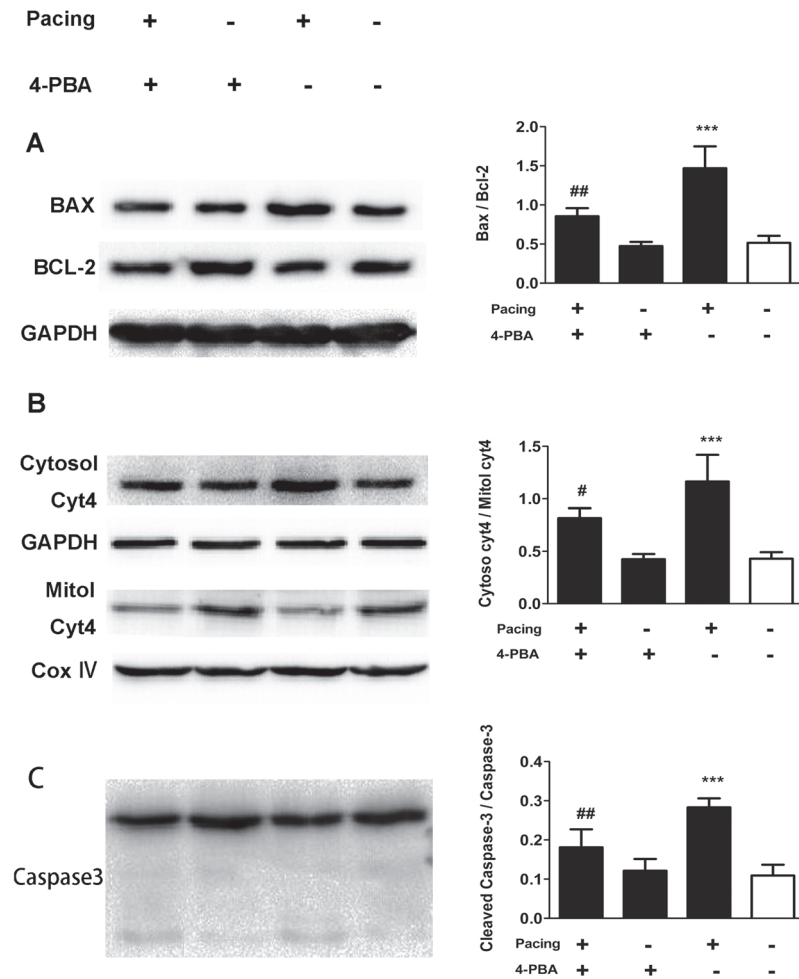 Pacing + - + -
4-PBA + + - -
A
BAX
BCL-2
GAPDH
Bax / Bcl-2
2.0
1.5
1.0
0.5
0.0
##
***
Pacing + - + -
4-PBA + + - -
B
Cytosol
Cyt4
GAPDH
Mitol
Cyt4
Cox IV
Cytoso cyt4 / Mitol cyt4
1.5
1.0
0.5
0.0
#
***
Pacing + - + -
4-PBA + + - -
C
Caspase3
Cleaved Caspase-3 / Caspase-3
0.4
0.3
0.2
0.1
0.0
##
***
Pacing + - + -
4-PBA + + - -